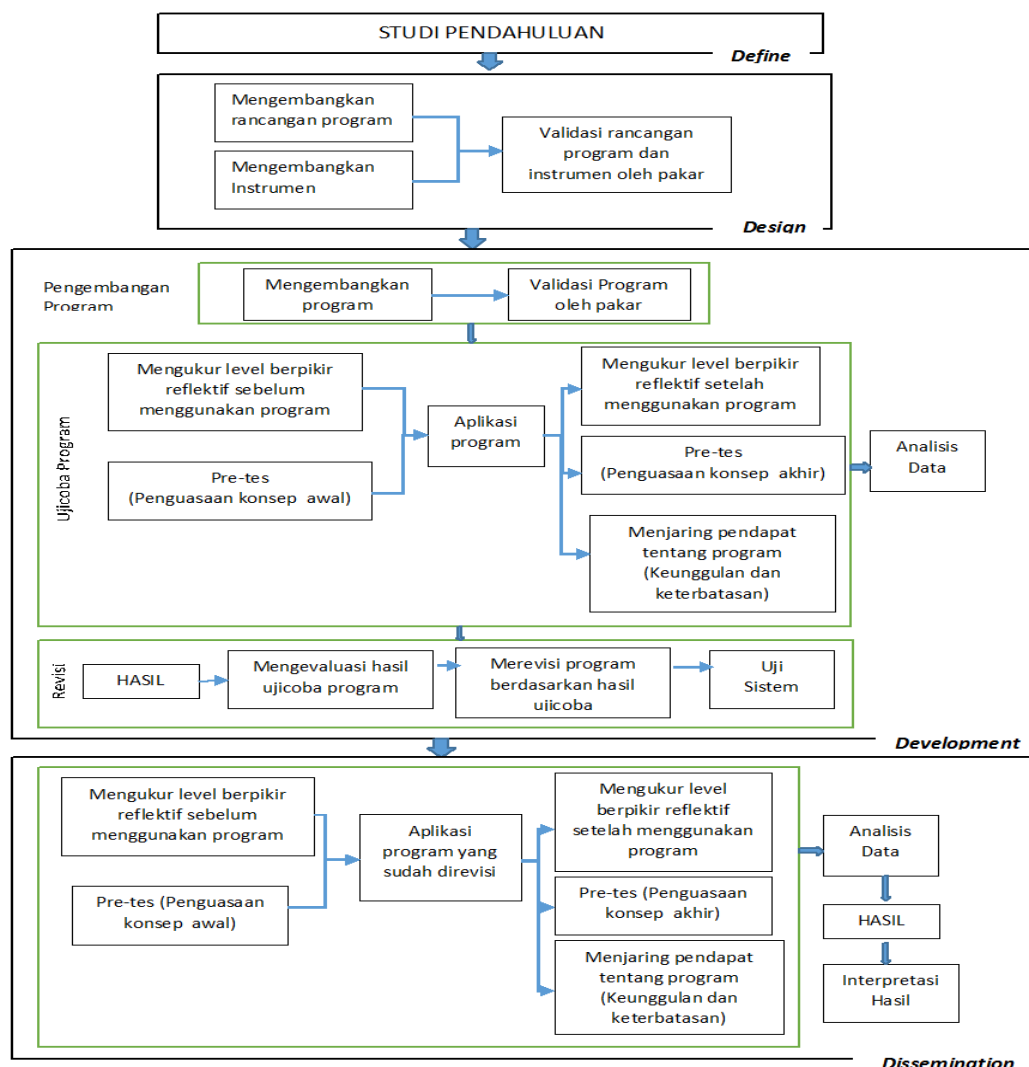 STUDI PENDAHULUAN
Define
Mengembangkan
rancangan program
Mengembangkan
Instrumen
Validasi rancangan
program dan
instrumen oleh pakar
Design
Pengembangan
Program
Mengembangkan
program
Validasi Program
oleh pakar
Ujicoba Program
Mengukur level berpikir
reflektif sebelum
menggunakan program
Pre-tes
(Penguasaan konsep awal)
Aplikasi
program
Mengukur level berpikir
reflektif setelah
menggunakan program
Pre-tes
(Penguasaan konsep akhir)
Menjaring pendapat
tentang program
(Keunggulan dan
keterbatasan)
Analisis
Data
Revisi
HASIL
Mengevaluasi hasil
ujicoba program
Merevisi program
berdasarkan hasil
ujicoba
Uji
Sistem
Development
Mengukur level berpikir
reflektif sebelum
menggunakan program
Pre-tes (Penguasaan
konsep awal)
Aplikasi
program yang
sudah direvisi
Mengukur level
berpikir reflektif
setelah menggunakan
program
Pre-tes (Penguasaan
konsep akhir)
Menjaring pendapat
tentang program
(Keunggulan dan
keterbatasan)
Analisis
Data
HASIL
Interpretasi
Hasil
Dissemination